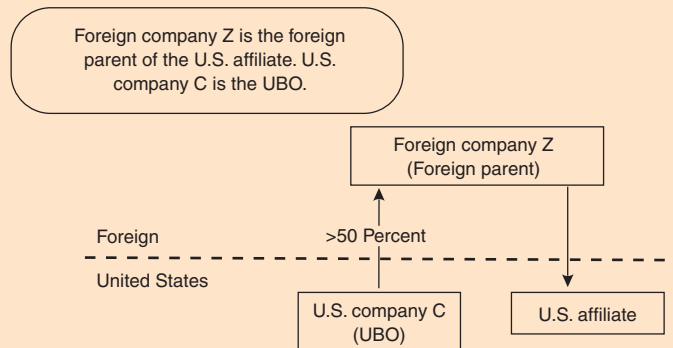 Foreign company Z is the foreign
parent of the U.S. affiliate. U.S.
company C is the UBO.
Foreign company Z
(Foreign parent)
Foreign
>50 Percent
United States
U.S. company C
(UBO)
U.S. affiliate